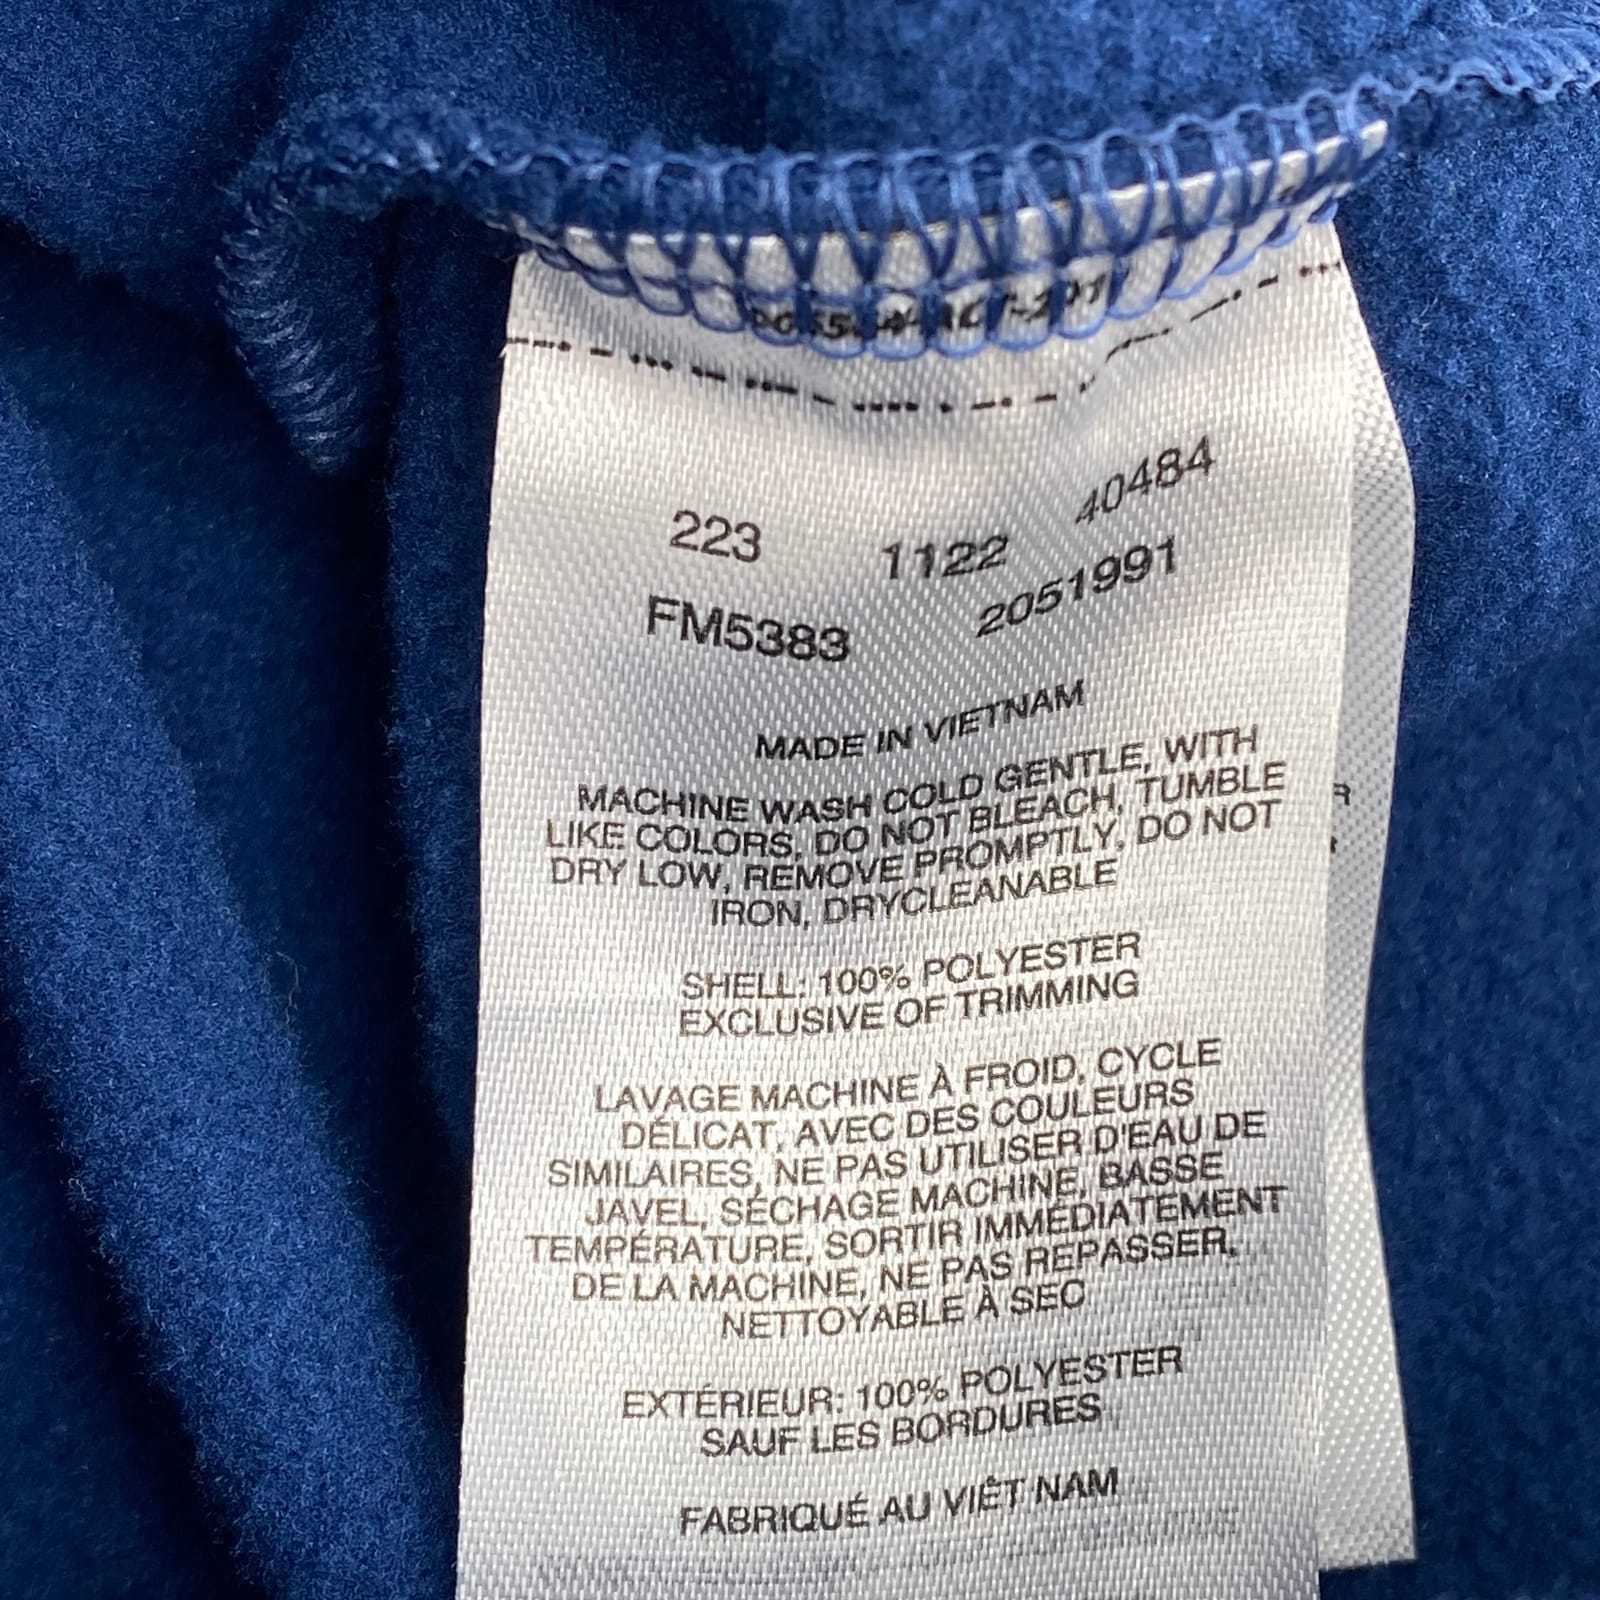 223 1122 40484
FM5383 2051991
MADE IN VIETNAM
MACHINE WASH COLD GENTLE, WITH
LIKE COLORS, DO NOT BLEACH, TUMBLE
DRY LOW, REMOVE PROMPTLY, DO NOT
IRON, DRYCLEANABLE
SHELL: 100% POLYESTER
EXCLUSIVE OF TRIMMING
LAVAGE MACHINE À FROID, CYCLE
DÉLICAT, AVEC DES COULEURS
SIMILAIRES, NE PAS UTILISER D'EAU DE
JAVEL, SÉCHAGE MACHINE, BASSE
TEMPÉRATURE, SORTIR IMMÉDIATEMENT
DE LA MACHINE, NE PAS REPASSER,
NETTOYABLE À SEC
EXTÉRIEUR: 100% POLYESTER
SAUF LES BORDURES
FABRIQUÉ AU VIÊT NAM